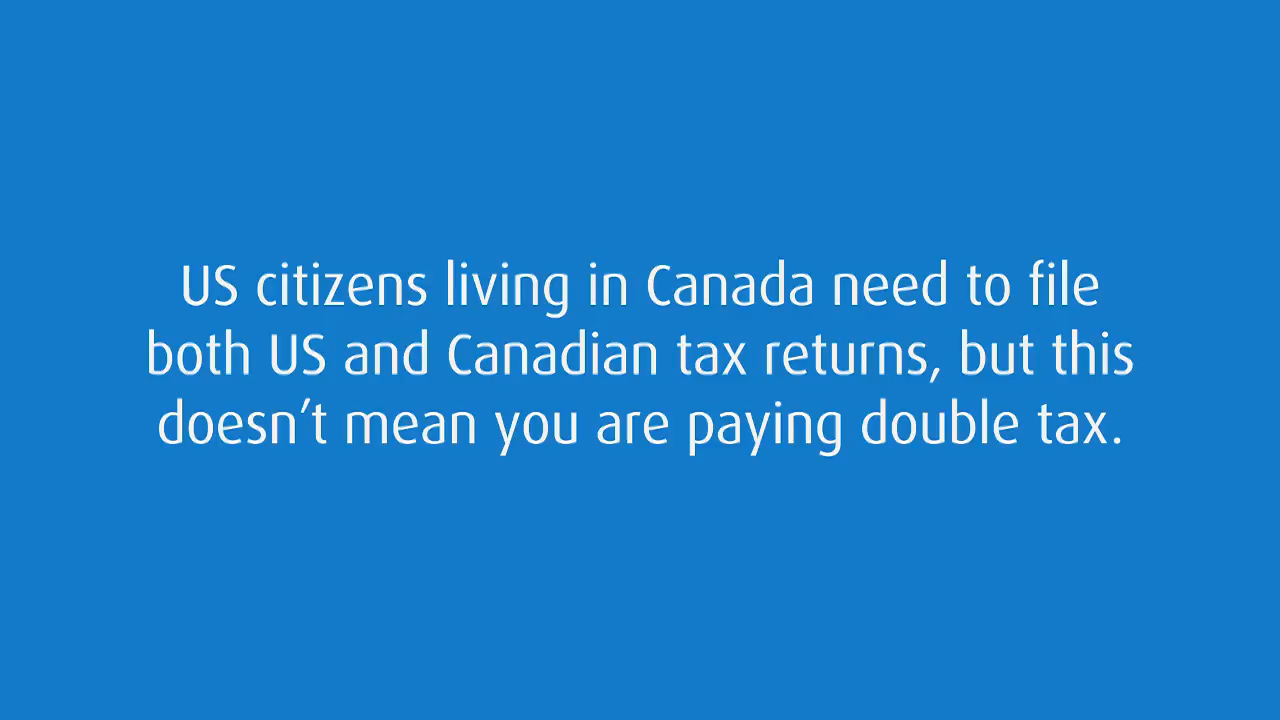 US citizens living in Canada need to file
both US and Canadian tax returns, but this
doesn’t mean you are paying double tax.